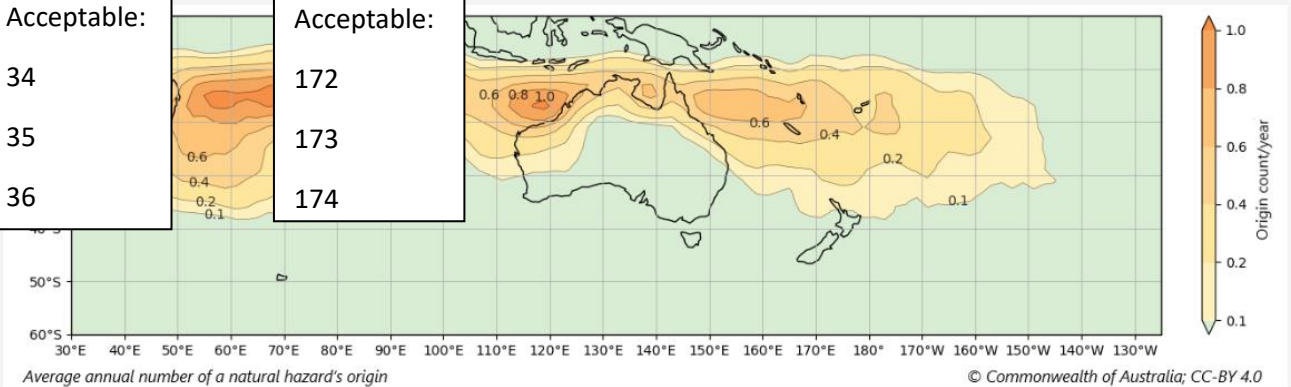 Acceptable:
34
35
36
Acceptable:
172
173
174
0.6
0.4
0.2
0.1
0.6 0.8 1.0
0.6
0.4
0.2
0.1
50°S
60°S
30°E 40°E 50°E 60°E 70°E 80°E 90°E 100°E 110°E 120°E 130°E 140°E 150°E 160°E 170°E 180° 170°W 160°W 150°W 140°W 130°W
1.0
0.8
0.6
0.4
0.2
0.1
Origin count/year
Average annual number of a natural hazard's origin
© Commonwealth of Australia; CC-BY 4.0